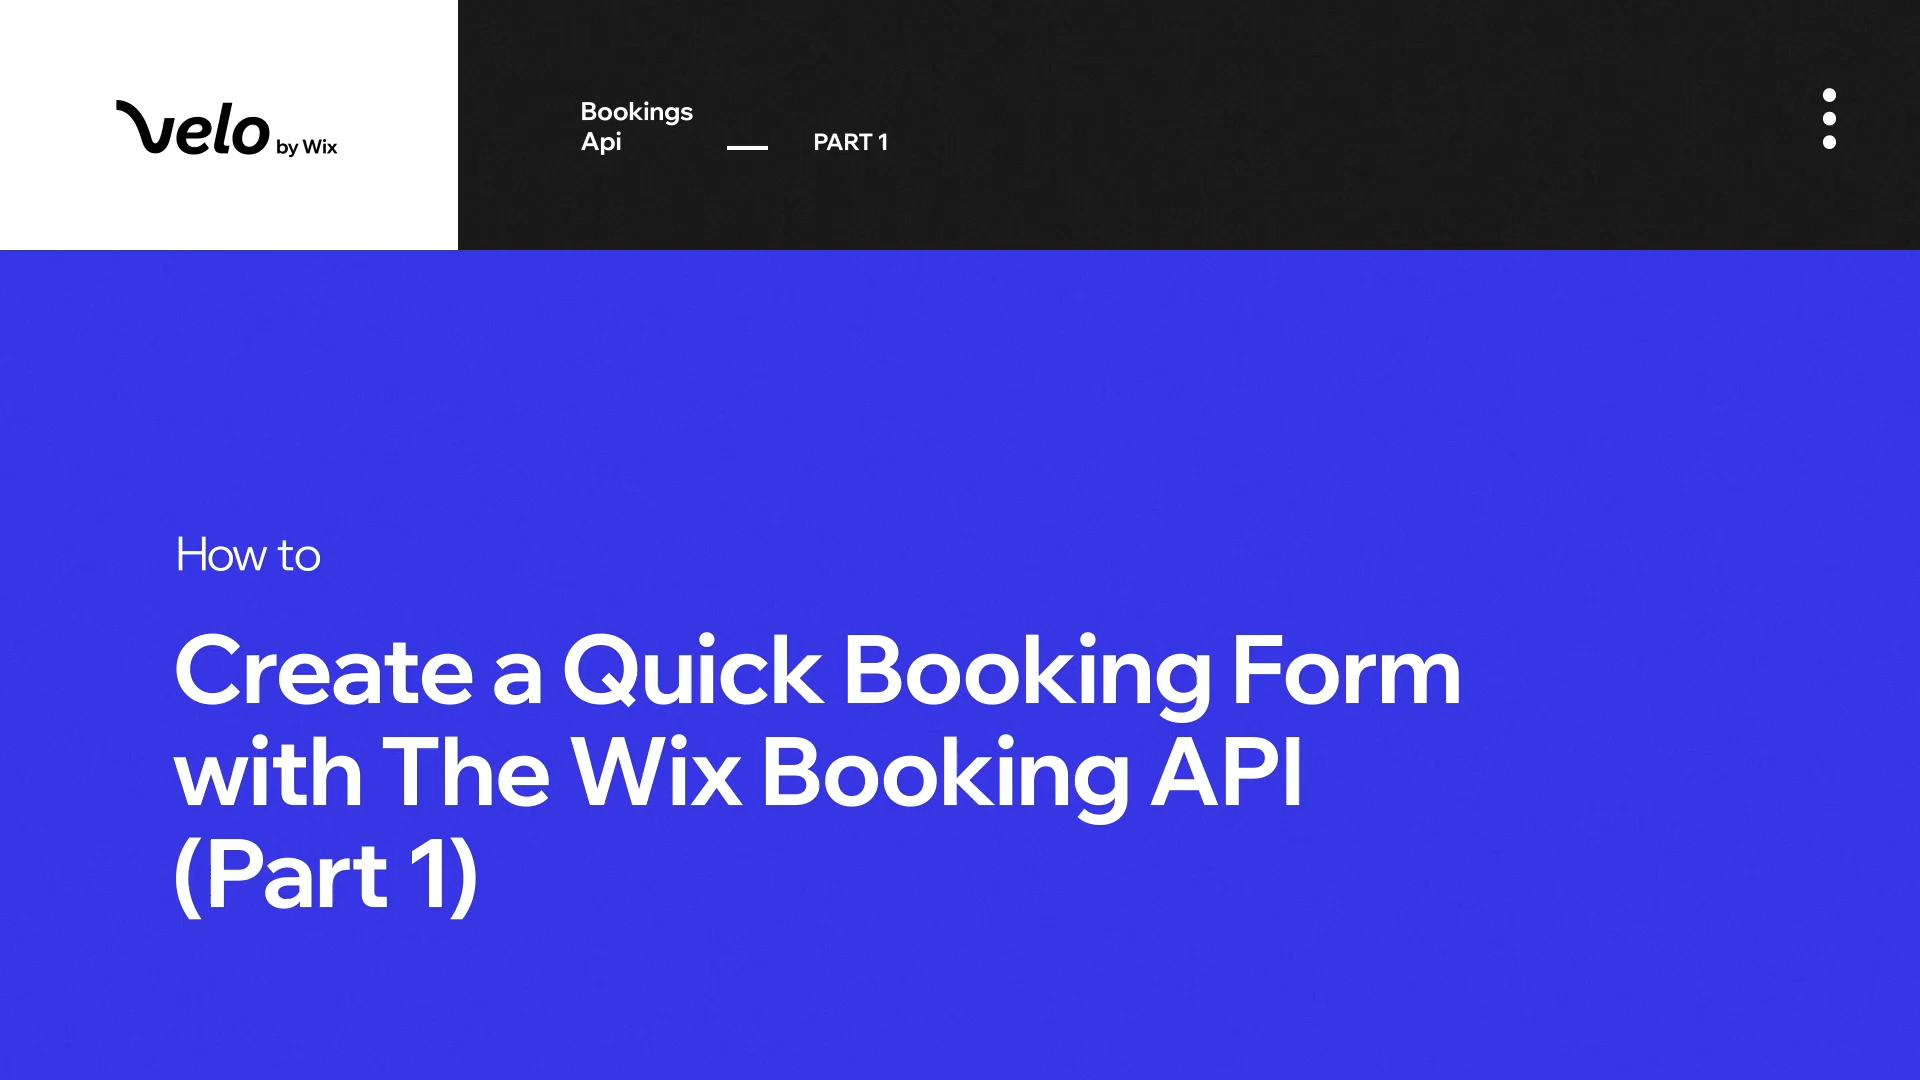 velo by Wix
Bookings
Api — PART 1
How to
Create a Quick Booking Form
with The Wix Booking API
(Part 1)